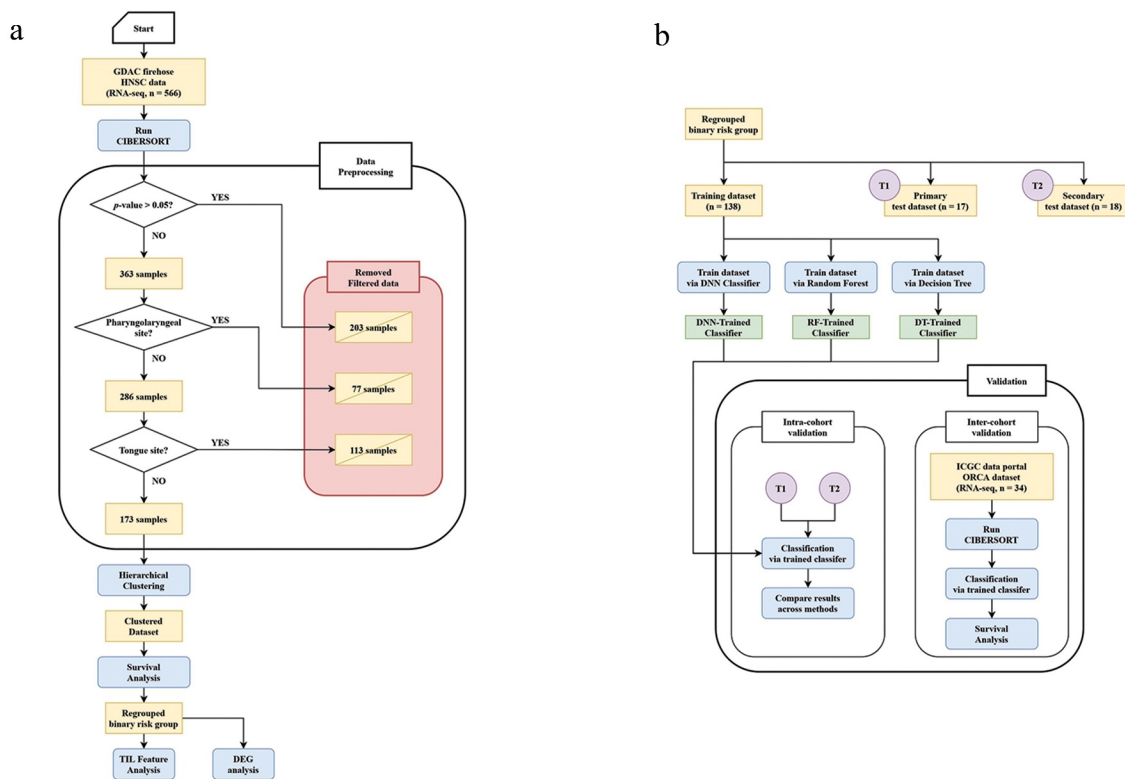 a
Start
GDAC firehose
HNSC data
(RNA-seq, n = 566)
Run
CIBERSORT
Data
Preprocessing
p-value > 0.05?
YES
NO
363 samples
Removed
Filtered data
203 samples
Pharyngolaryngeal
site?
YES
NO
77 samples
286 samples
Tongue site?
YES
113 samples
NO
173 samples
Hierarchical
Clustering
Clustered
Dataset
Survival
Analysis
Regrouped
binary risk group
TIL Feature
Analysis
DEG
analysis
b
Regrouped
binary risk group
Training dataset
(n = 138)
T1
Primary
test dataset (n = 17)
T2
Secondary
test dataset (n = 18)
Train dataset
via DNN Classifier
Train dataset
via Random Forest
Train dataset
via Decision Tree
DNN-Trained
Classifier
RF-Trained
Classifier
DT-Trained
Classifier
Validation
Intra-cohort
validation
T1
T2
Classification
via trained classifer
Compare results
across methods
Inter-cohort
validation
ICGC data portal
ORCA dataset
(RNA-seq, n = 34)
Run
CIBERSORT
Classification
via trained classifer
Survival
Analysis